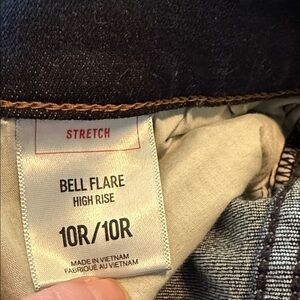 STRETCH
BELL FLARE
HIGH RISE
10R/10R
MADE IN VIETNAM
FABRIQUÉ AU VIETNAM